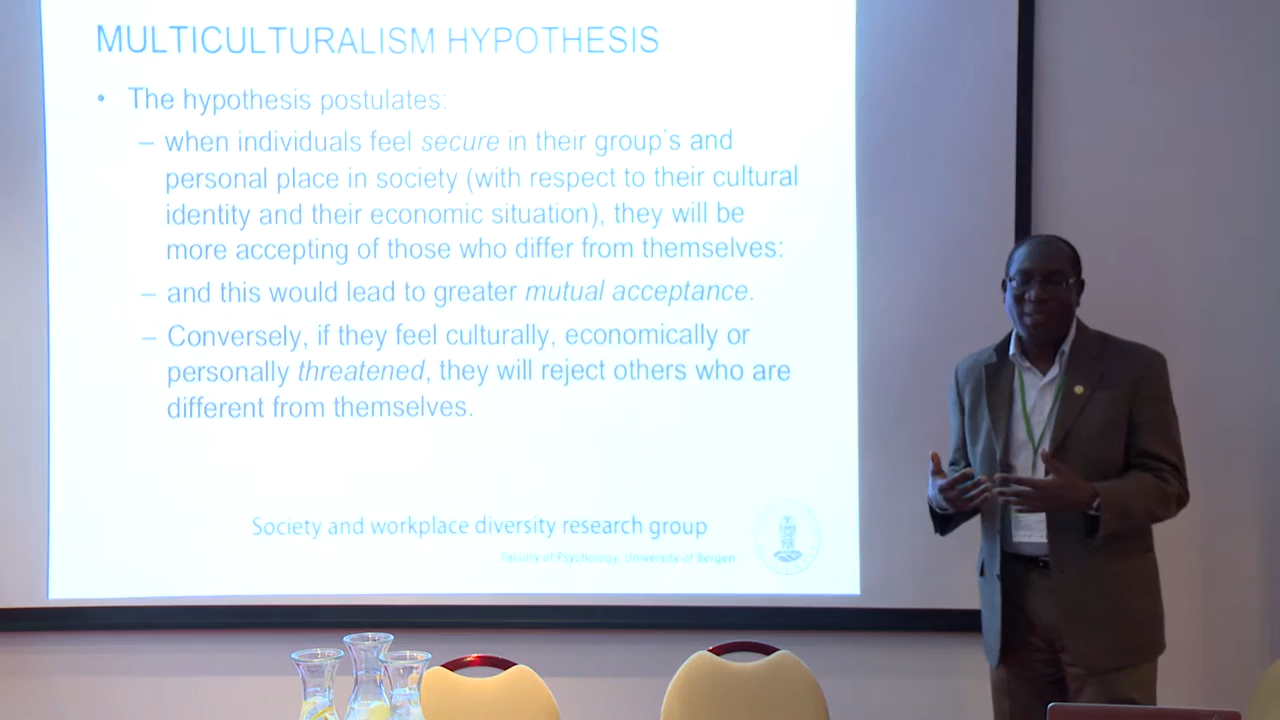 MULTICULTURALISM HYPOTHESIS
• The hypothesis postulates:
– when individuals feel secure in their group's and
personal place in society (with respect to their cultural
identity and their economic situation), they will be
more accepting of those who differ from themselves:
– and this would lead to greater mutual acceptance.
– Conversely, if they feel culturally, economically or
personally threatened, they will reject others who are
different from themselves.
Society and workplace diversity research group
Faculty of Psychology, University of Bergen